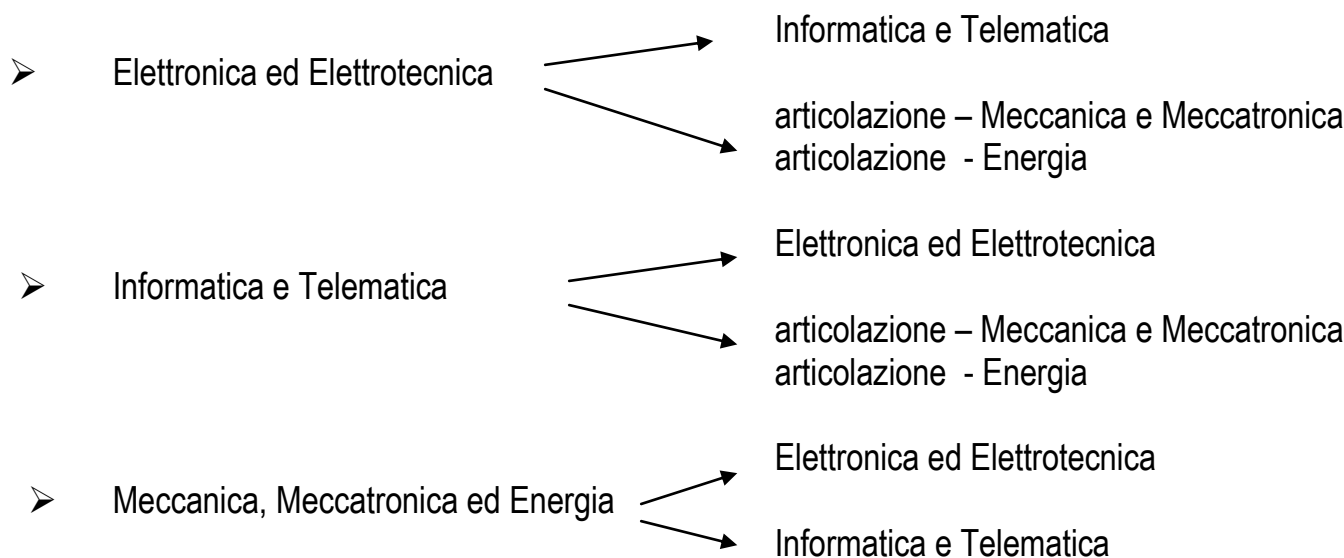 Informatica e Telematica
➢ Elettronica ed Elettrotecnica
articolazione – Meccanica e Meccatronica
articolazione - Energia
Elettronica ed Elettrotecnica
➢ Informatica e Telematica
articolazione – Meccanica e Meccatronica
articolazione - Energia
Elettronica ed Elettrotecnica
➢ Meccanica, Meccatronica ed Energia
Informatica e Telematica